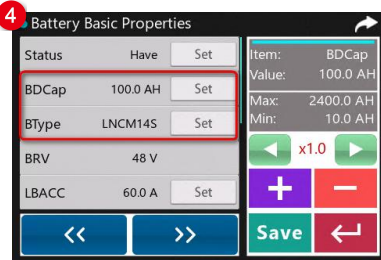 4
Battery Basic Properties
Status Have Set
BDCap 100.0 AH Set
BType LNCM14S Set
BRV 48 V
LBACC 60.0 A Set
<< >>
Item: BDCap
Value: 100.0 AH
Max: 2400.0 AH
Min: 10.0 AH
x1.0
+ −
Save